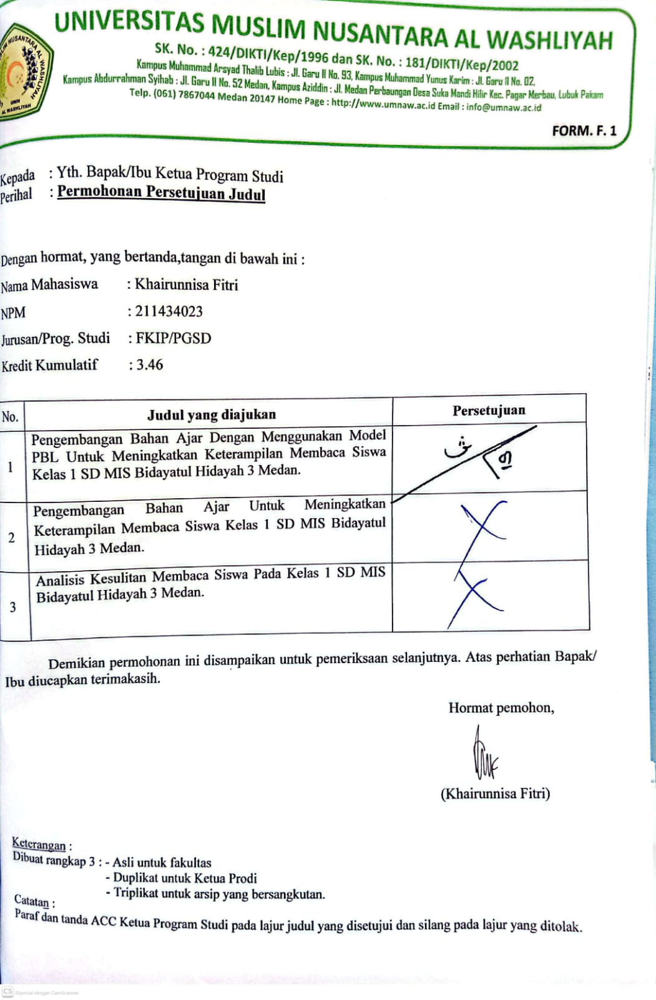 UNIVERSITAS MUSLIM NUSANTARA AL WASHLIYAH
SK. No. : 424/DIKTI/Kep/1996 dan SK. No. : 181/DIKTI/Kep/2002
Kampus Muhammad Arsyad Thalib Lubis : Jl. Garu II No. 93, Kampus Muhammad Yunus Karim : Jl. Garu II No. 02,
Kampus Abdurrahman Syihab : Jl. Garu II No. 52 Medan, Kampus Aziddin : Jl. Medan Perbaungan Desa Suka Mandi Hilir Kec. Pagar Merbau, Lubuk Pakam
Telp. (061) 7867044 Medan 20147 Home Page : http://www.umnaw.ac.id Email : info@umnaw.ac.id
UMN
AL WASHLIYAH
FORM. F. 1
Kepada : Yth. Bapak/Ibu Ketua Program Studi
Perihal : Permohonan Persetujuan Judul
Dengan hormat, yang bertanda,tangan di bawah ini :
Nama Mahasiswa : Khairunnisa Fitri
NPM : 211434023
Jurusan/Prog. Studi : FKIP/PGSD
Kredit Kumulatif : 3.46
No. Judul yang diajukan Persetujuan
1 Pengembangan Bahan Ajar Dengan Menggunakan Model
PBL Untuk Meningkatkan Keterampilan Membaca Siswa
Kelas 1 SD MIS Bidayatul Hidayah 3 Medan.
2 Pengembangan Bahan Ajar Untuk Meningkatkan
Keterampilan Membaca Siswa Kelas 1 SD MIS Bidayatul
Hidayah 3 Medan.
3 Analisis Kesulitan Membaca Siswa Pada Kelas 1 SD MIS
Bidayatul Hidayah 3 Medan.
Demikian permohonan ini disampaikan untuk pemeriksaan selanjutnya. Atas perhatian Bapak/
Ibu diucapkan terimakasih.
Hormat pemohon,
(Khairunnisa Fitri)
Keterangan :
Dibuat rangkap 3 : - Asli untuk fakultas
- Duplikat untuk Ketua Prodi
- Triplikat untuk arsip yang bersangkutan.
Catatan :
Paraf dan tanda ACC Ketua Program Studi pada lajur judul yang disetujui dan silang pada lajur yang ditolak.
CS Dipindai dengan CamScanner